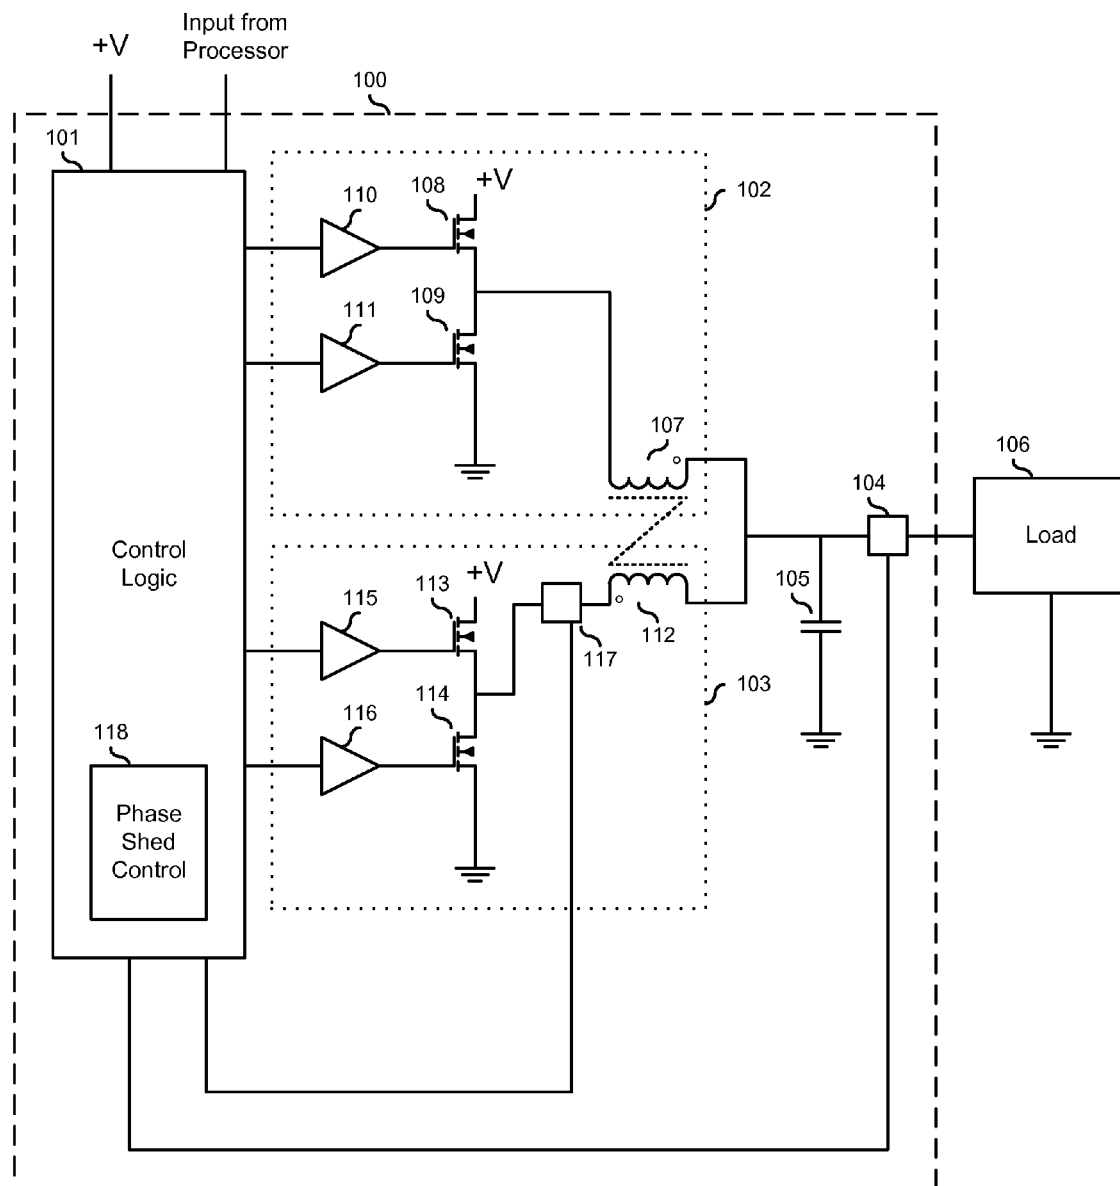 Input from
Processor
+V
100
101
102
+V
108
110
109
111
107
106
104
Load
Control
Logic
105
+V
113
115
112
117
103
114
116
118
Phase
Shed
Control